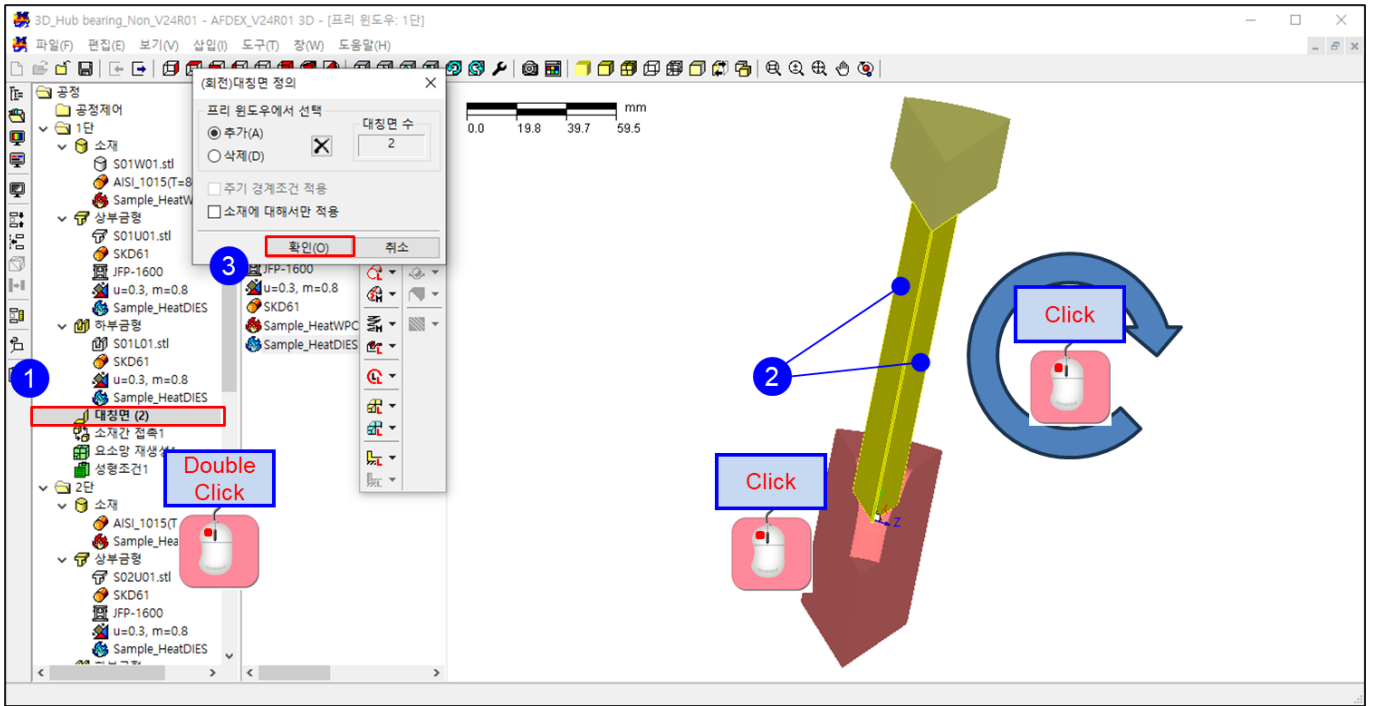 3D_Hub bearing_Non_V24R01 - AFDEX_V24R01 3D - [프리 윈도우: 1단]
파일(F) 편집(E) 보기(V) 삽입(I) 도구(T) 창(W) 도움말(H)
(회전)대칭면 정의
프리 윈도우에서 선택
추가(A)
삭제(D)
대칭면 수
2
주기 경계조건 적용
소재에 대해서만 적용
확인(O)
취소
3
공정
공정제어
1단
소재
S01W01.stl
AISI_1015(T=8
Sample_HeatW
상부금형
S01U01.stl
SKD61
JFP-1600
u=0.3, m=0.8
Sample_HeatDIES
하부금형
S01L01.stl
SKD61
u=0.3, m=0.8
Sample_HeatDIES
1
대칭면 (2)
소재간 접촉1
요소망 재생성
성형조건1
Double
Click
2단
소재
AISI_1015(T
Sample_Hea
상부금형
S02U01.stl
SKD61
JFP-1600
u=0.3, m=0.8
Sample_HeatDIES
JFP-1600
u=0.3, m=0.8
SKD61
Sample_HeatWPC
Sample_HeatDIES
mm
0.0 19.8 39.7 59.5
2
Click
Click
Z